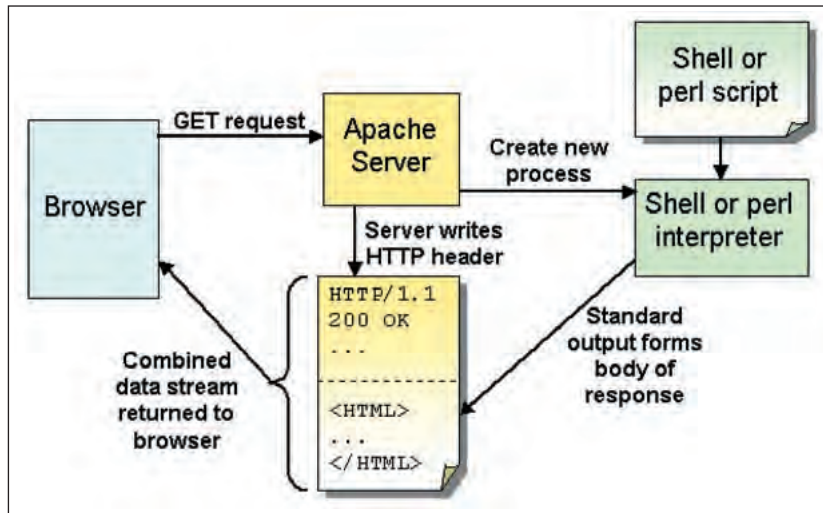 Shell or
perl script
GET request
Apache
Server
Create new
process
Browser
Shell or perl
interpreter
Server writes
HTTP header
HTTP/1.1
200 OK
...
Standard
output forms
body of
response
Combined
data stream
returned to
browser
<HTML>
...
</HTML>